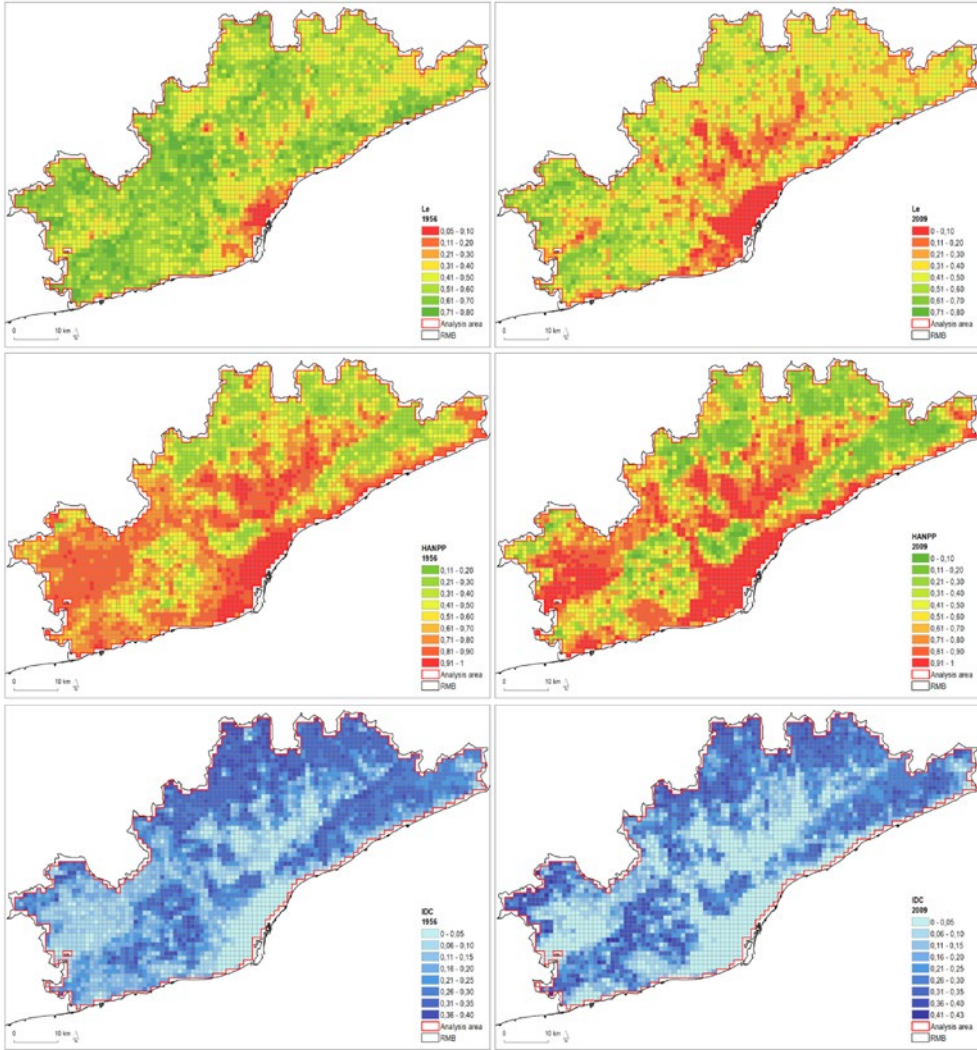 Le
1956
0,05 - 0,10
0,11 - 0,20
0,21 - 0,30
0,31 - 0,40
0,41 - 0,50
0,51 - 0,60
0,61 - 0,70
0,71 - 0,80
Analysis area
RMB
0 10 km
Le
2009
0 - 0,10
0,11 - 0,20
0,21 - 0,30
0,31 - 0,40
0,41 - 0,50
0,51 - 0,60
0,61 - 0,70
0,71 - 0,80
Analysis area
RMB
0 10 km
HANPP
1956
0,11 - 0,20
0,21 - 0,30
0,31 - 0,40
0,41 - 0,50
0,51 - 0,60
0,61 - 0,70
0,71 - 0,80
0,81 - 0,90
0,91 - 1
Analysis area
RMB
0 10 km
HANPP
2009
0 - 0,10
0,11 - 0,20
0,21 - 0,30
0,31 - 0,40
0,41 - 0,50
0,51 - 0,60
0,61 - 0,70
0,71 - 0,80
0,81 - 0,90
0,91 - 1
Analysis area
RMB
0 10 km
IDC
1956
0 - 0,05
0,06 - 0,10
0,11 - 0,15
0,16 - 0,20
0,21 - 0,25
0,26 - 0,30
0,31 - 0,35
0,36 - 0,40
Analysis area
RMB
0 10 km
IDC
2009
0 - 0,05
0,06 - 0,10
0,11 - 0,15
0,16 - 0,20
0,21 - 0,25
0,26 - 0,30
0,31 - 0,35
0,36 - 0,40
0,41 - 0,43
Analysis area
RMB
0 10 km